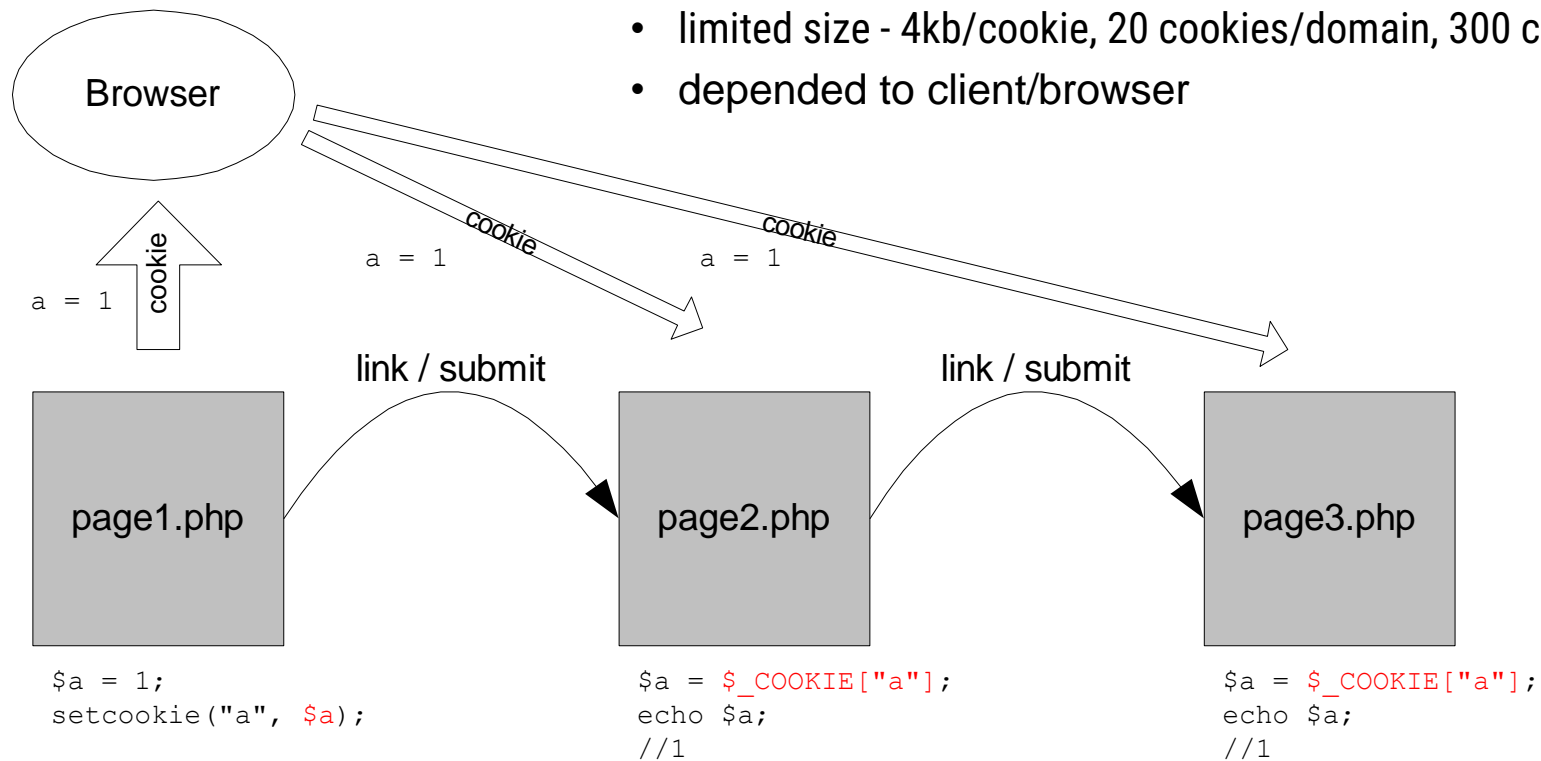 • limited size - 4kb/cookie, 20 cookies/domain, 300 c
• depended to client/browser
Browser
cookie
a = 1
cookie
a = 1
cookie
a = 1
link / submit
link / submit
page1.php
page2.php
page3.php
$a = 1;
setcookie("a", $a);
$a = $_COOKIE["a"];
echo $a;
//1
$a = $_COOKIE["a"];
echo $a;
//1